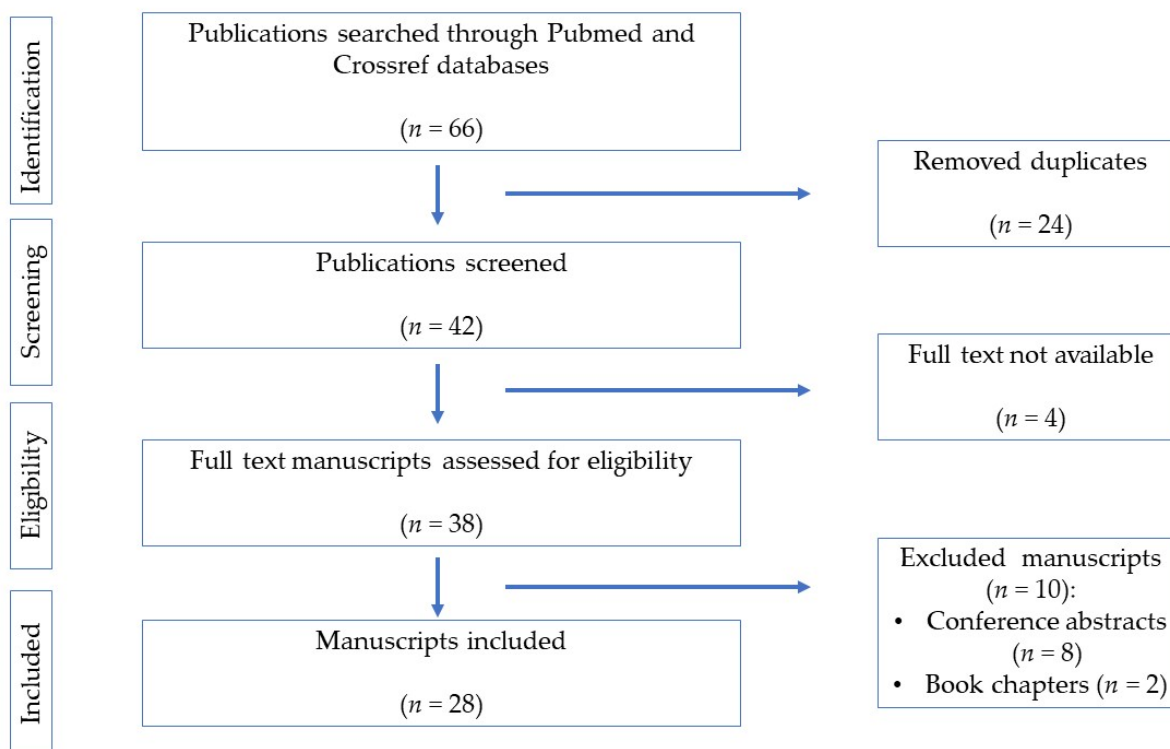 Identification
Publications searched through Pubmed and
Crossref databases
(n = 66)
Removed duplicates
(n = 24)
Screening
Publications screened
(n = 42)
Full text not available
(n = 4)
Eligibility
Full text manuscripts assessed for eligibility
(n = 38)
Excluded manuscripts
(n = 10):
• Conference abstracts
(n = 8)
• Book chapters (n = 2)
Included
Manuscripts included
(n = 28)